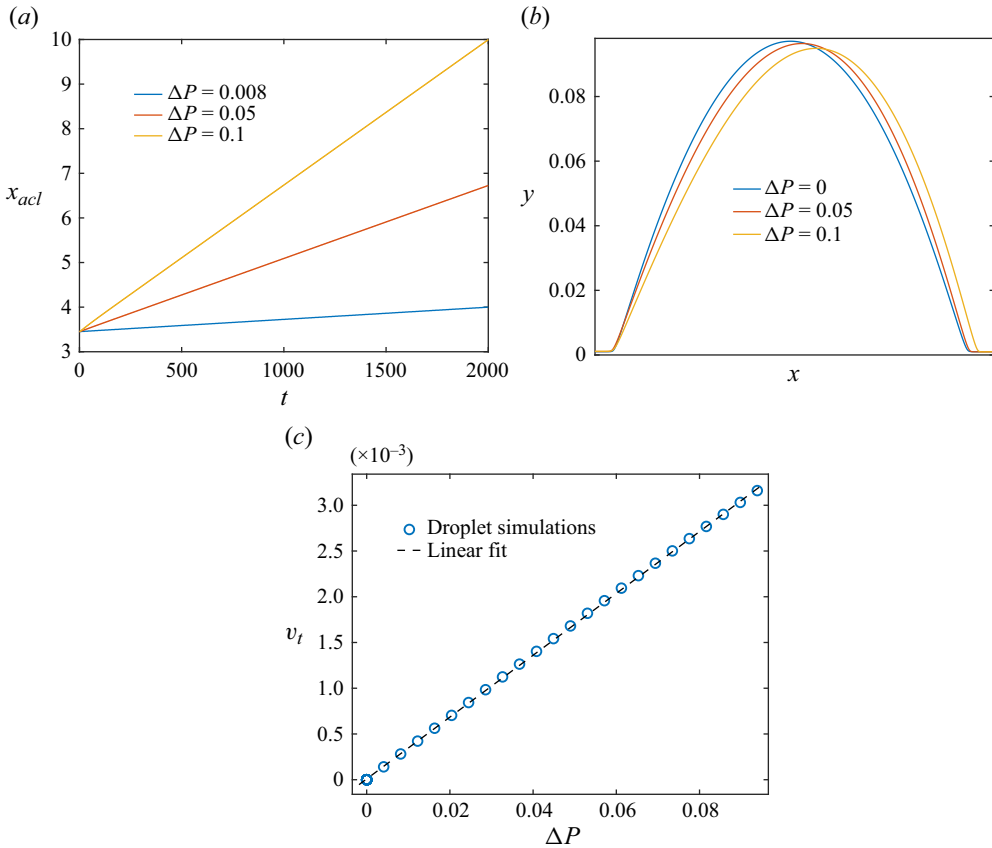 (a)
10
9
8
7
6
5
4
3
x_acl
ΔP = 0.008
ΔP = 0.05
ΔP = 0.1
0
500
1000
1500
2000
t
(b)
0.08
0.06
0.04
0.02
0
y
ΔP = 0
ΔP = 0.05
ΔP = 0.1
x
(c)
(×10⁻³)
3.0
2.5
2.0
1.5
1.0
0.5
0
v_t
Droplet simulations
Linear fit
0
0.02
0.04
0.06
0.08
ΔP